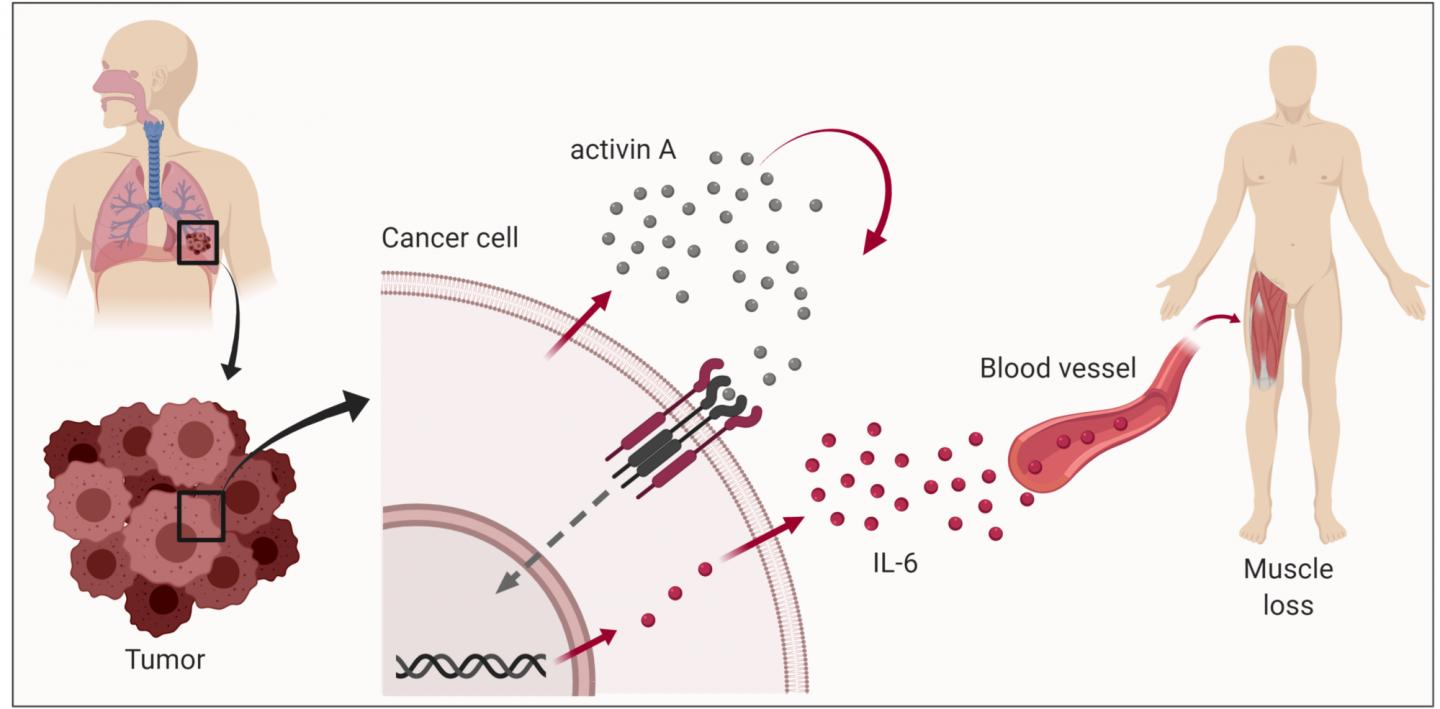 activin A
Cancer cell
Blood vessel
IL-6
Muscle
loss
Tumor